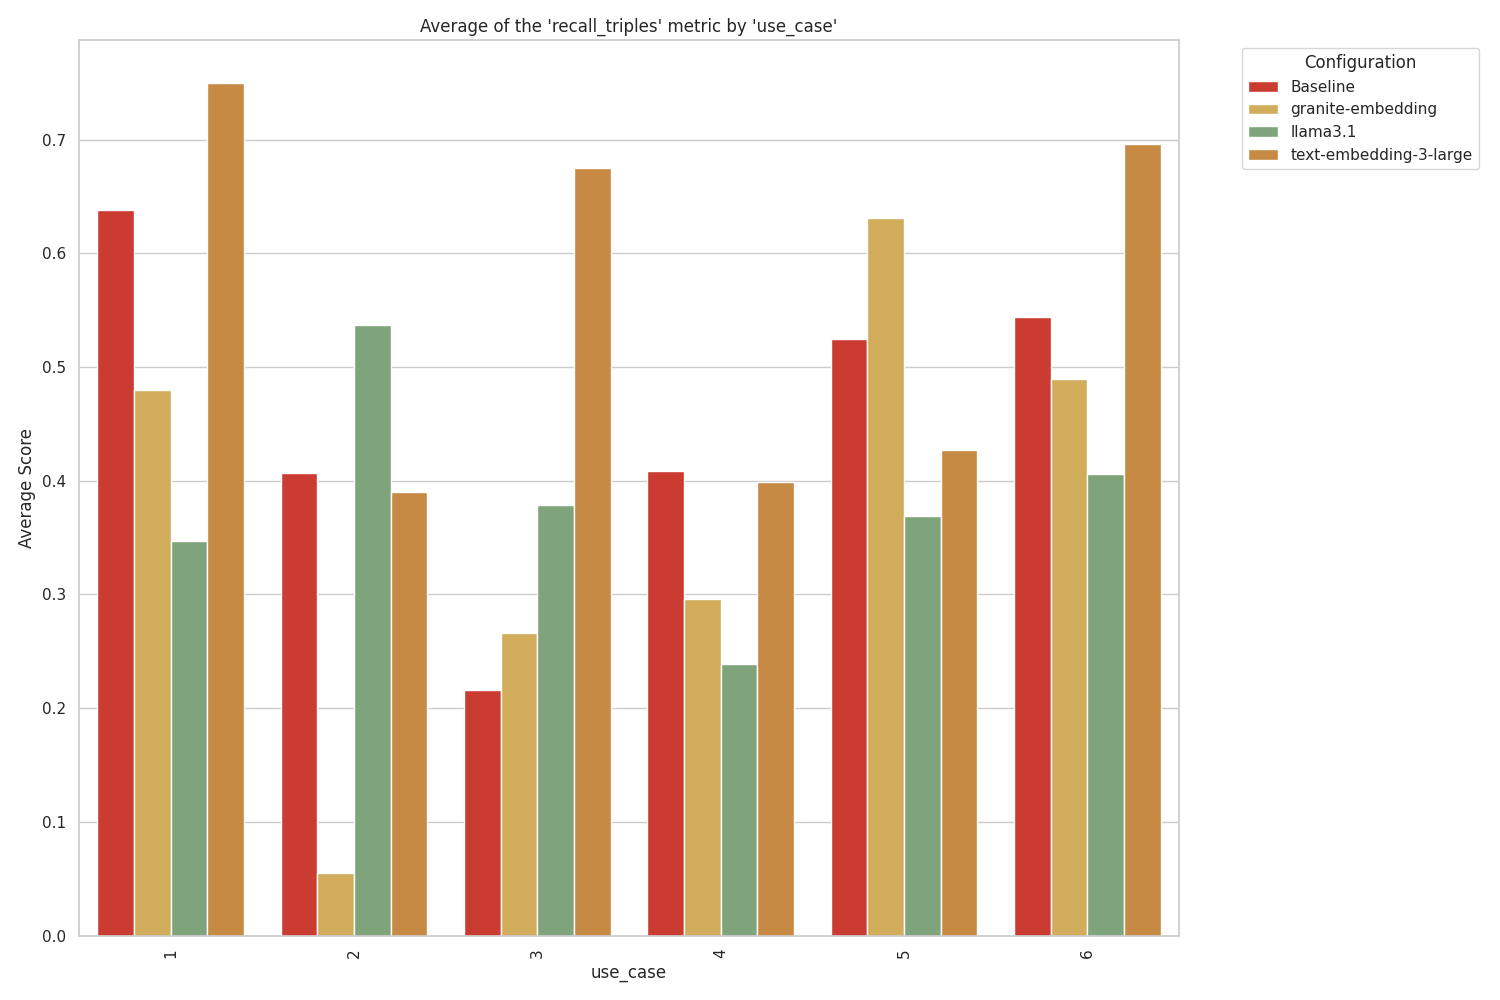 Average of the 'recall_triples' metric by 'use_case'
Configuration
Baseline
granite-embedding
llama3.1
text-embedding-3-large
Average Score
0.7
0.6
0.5
0.4
0.3
0.2
0.1
0.0
1
2
3
4
5
6
use_case